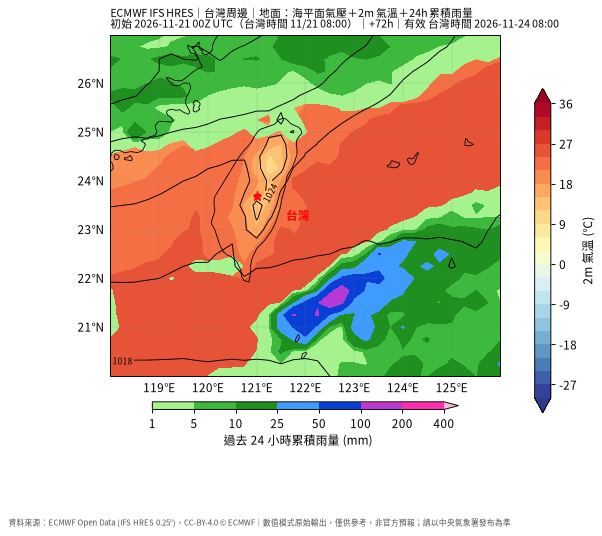 ECMWF IFS HRES｜台灣周邊｜地面：海平面氣壓＋2m 氣溫＋24h 累積雨量
初始 2026-11-21 00Z UTC（台灣時間 11/21 08:00）｜+72h｜有效 台灣時間 2026-11-24 08:00
26°N
25°N
24°N
23°N
22°N
21°N
1024
台灣
1018
119°E 120°E 121°E 122°E 123°E 124°E 125°E
36
27
18
9
0
-9
-18
-27
2m 氣溫 (°C)
1 5 10 25 50 100 200 400
過去 24 小時累積雨量 (mm)
資料來源：ECMWF Open Data (IFS HRES 0.25°)，CC-BY-4.0 © ECMWF｜數值模式原始輸出，僅供參考，非官方預報；請以中央氣象署發布為準